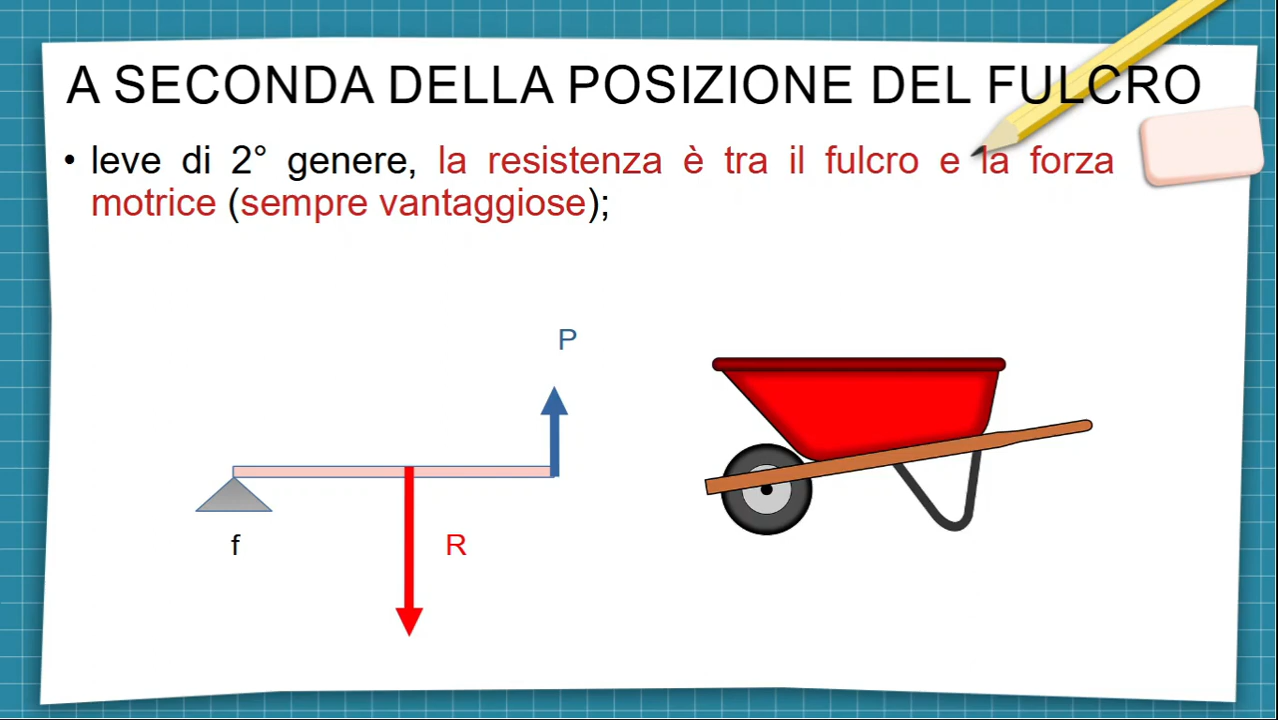 A SECONDA DELLA POSIZIONE DEL FULCRO
• leve di 2° genere, la resistenza è tra il fulcro e la forza
motrice (sempre vantaggiose);
P
f
R